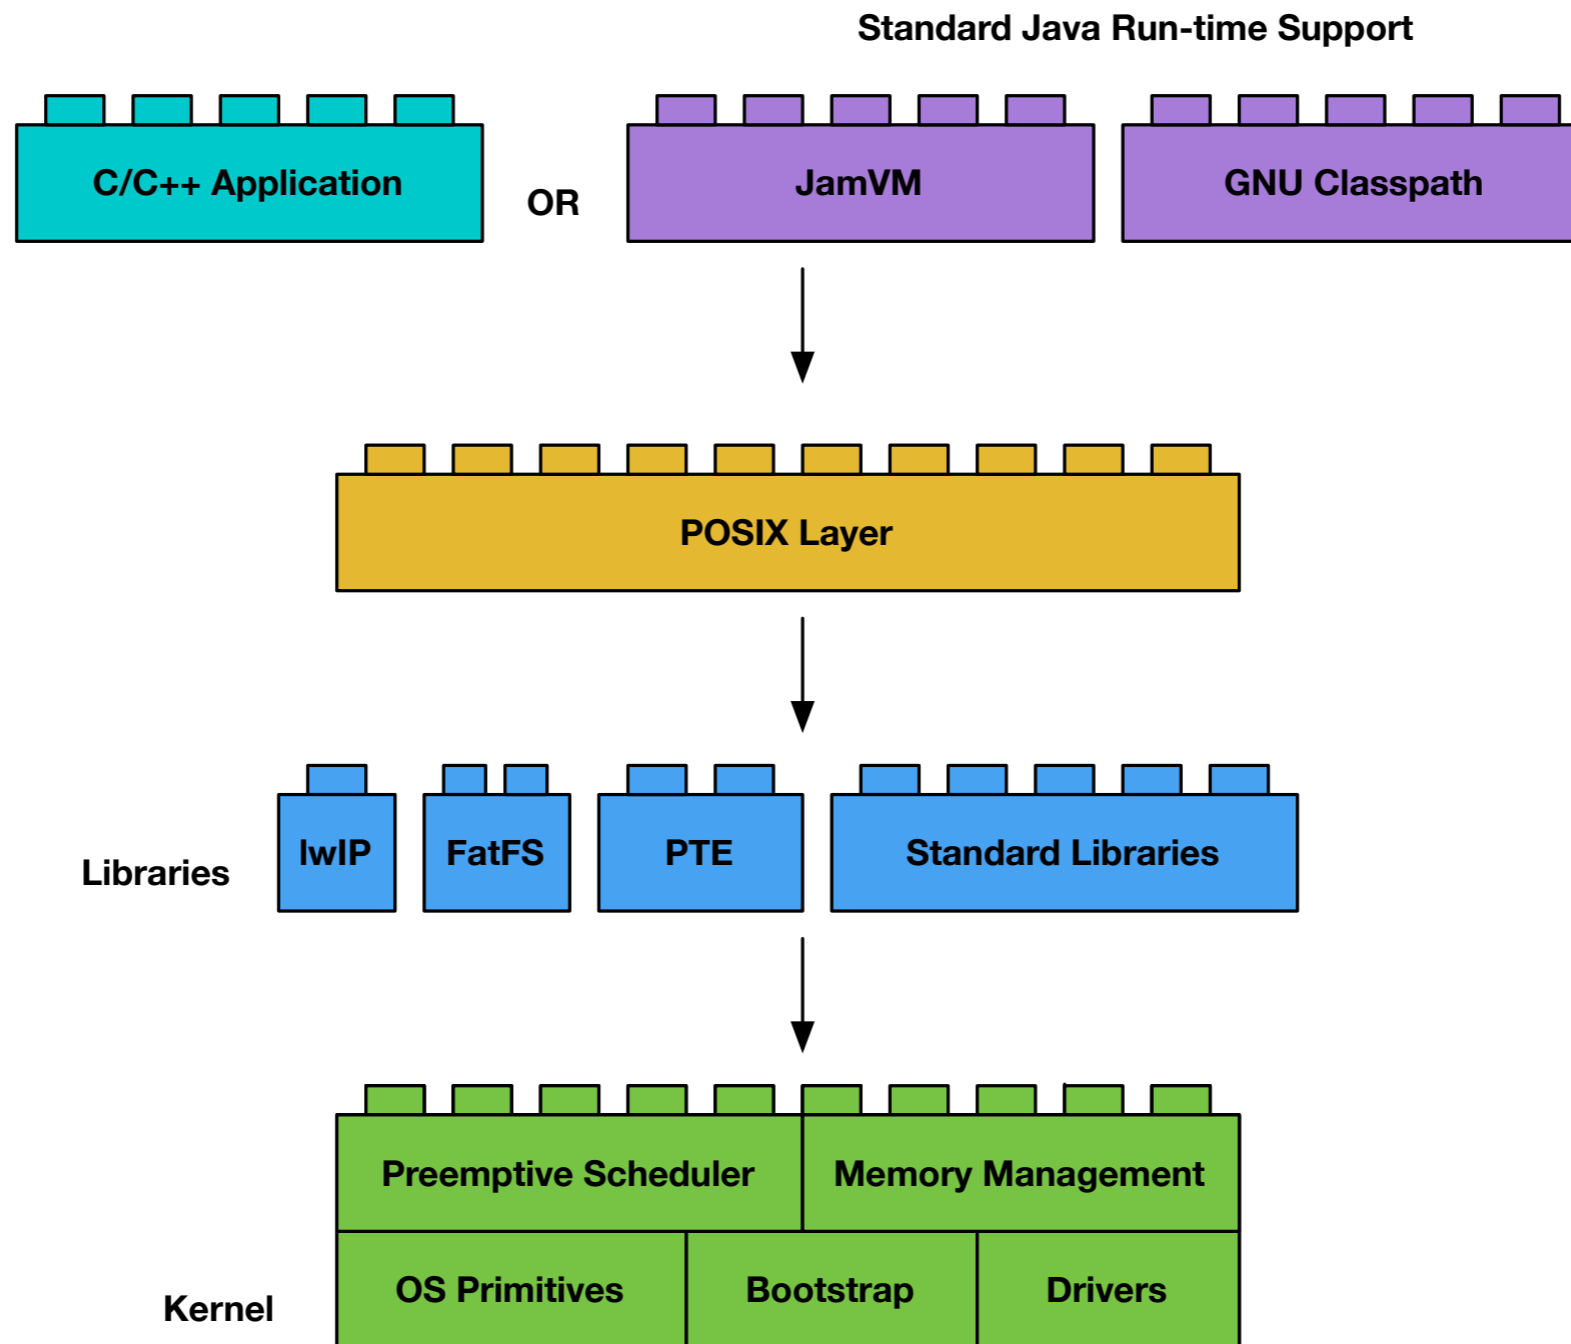 Standard Java Run-time Support
C/C++ Application
OR
JamVM
GNU Classpath
POSIX Layer
Libraries
lwIP
FatFS
PTE
Standard Libraries
Preemptive Scheduler
Memory Management
Kernel
OS Primitives
Bootstrap
Drivers